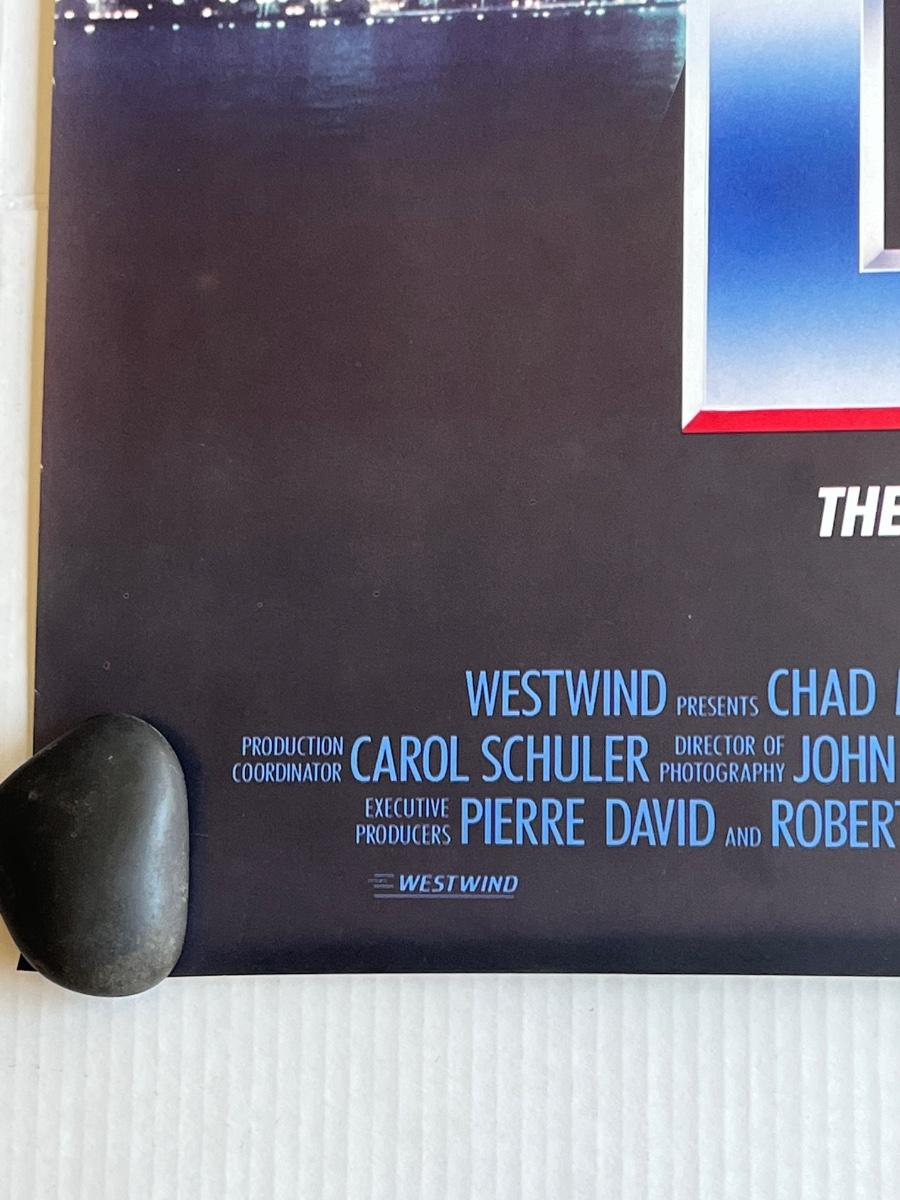 THE
WESTWIND PRESENTS CHAD
PRODUCTION COORDINATOR CAROL SCHULER DIRECTOR OF PHOTOGRAPHY JOHN
EXECUTIVE PRODUCERS PIERRE DAVID AND ROBERT
WESTWIND